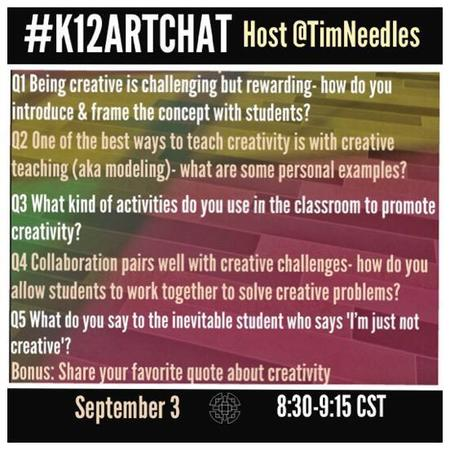 #K12ARTCHAT Host @TimNeedles
Q1 Being creative is challenging but rewarding- how do you
introduce & frame the concept with students?
Q2 One of the best ways to teach creativity is with creative
teaching (aka modeling)- what are some personal examples?
Q3 What kind of activities do you use in the classroom to promote
creativity?
Q4 Collaboration pairs well with creative challenges- how do you
allow students to work together to solve creative problems?
Q5 What do you say to the inevitable student who says 'I'm just not
creative'?
Bonus: Share your favorite quote about creativity
September 3 8:30-9:15 CST